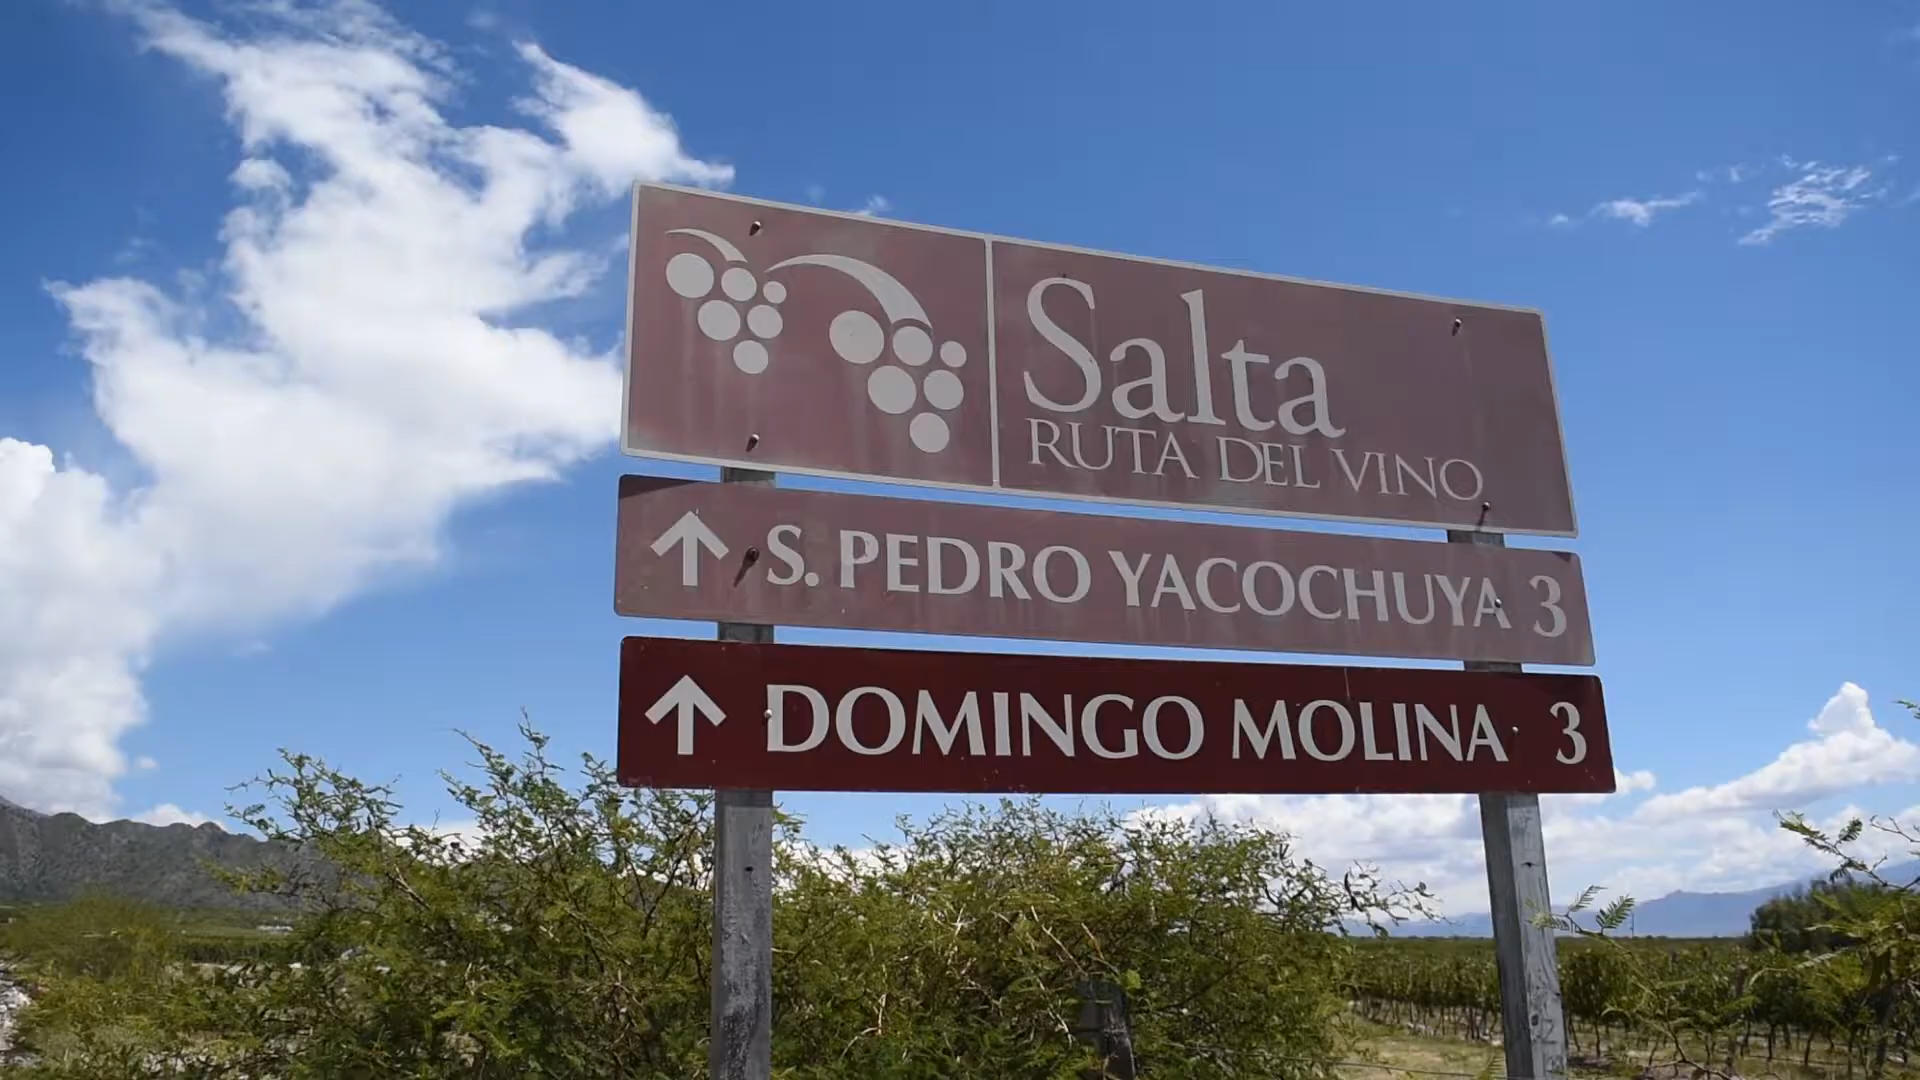 Salta
RUTA DEL VINO
↑ S. PEDRO YACOCHUYA 3
↑ DOMINGO MOLINA 3